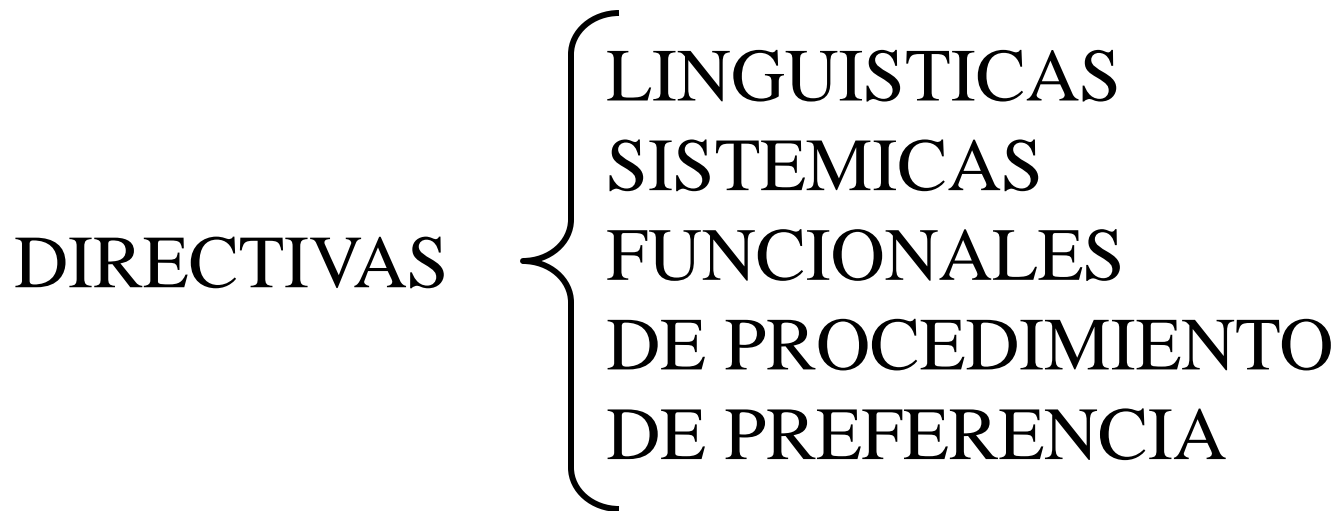 DIRECTIVAS
LINGUISTICAS
SISTEMICAS
FUNCIONALES
DE PROCEDIMIENTO
DE PREFERENCIA